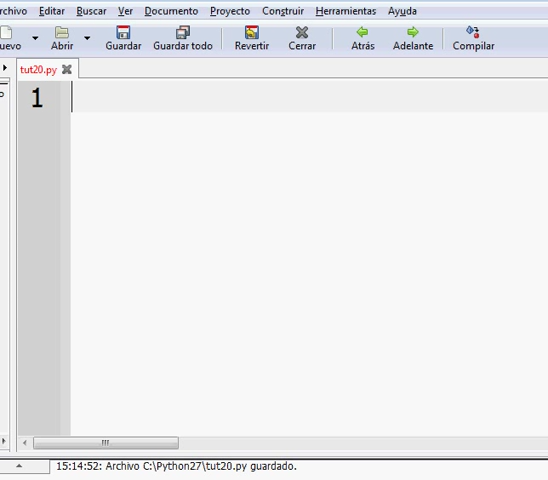 rchivo Editar Buscar Ver Documento Proyecto Construir Herramientas Ayuda
uevo Abrir Guardar Guardar todo Revertir Cerrar Atrás Adelante Compilar
tut20.py
1
15:14:52: Archivo C:\Python27\tut20.py guardado.